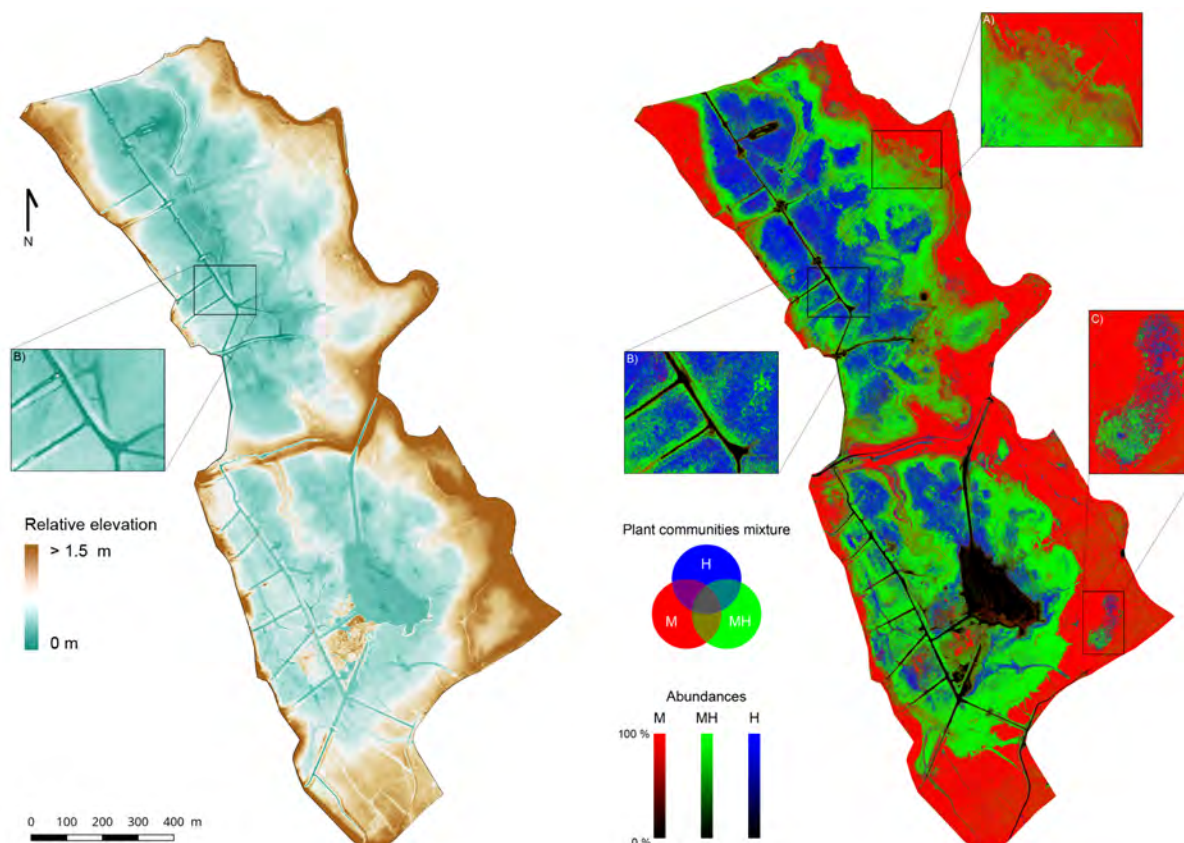 A)
N
B)
Relative elevation
> 1.5 m
0 m
0 100 200 300 400 m
B)
C)
Plant communities mixture
H
M
MH
Abundances
M MH H
100 %
0 %